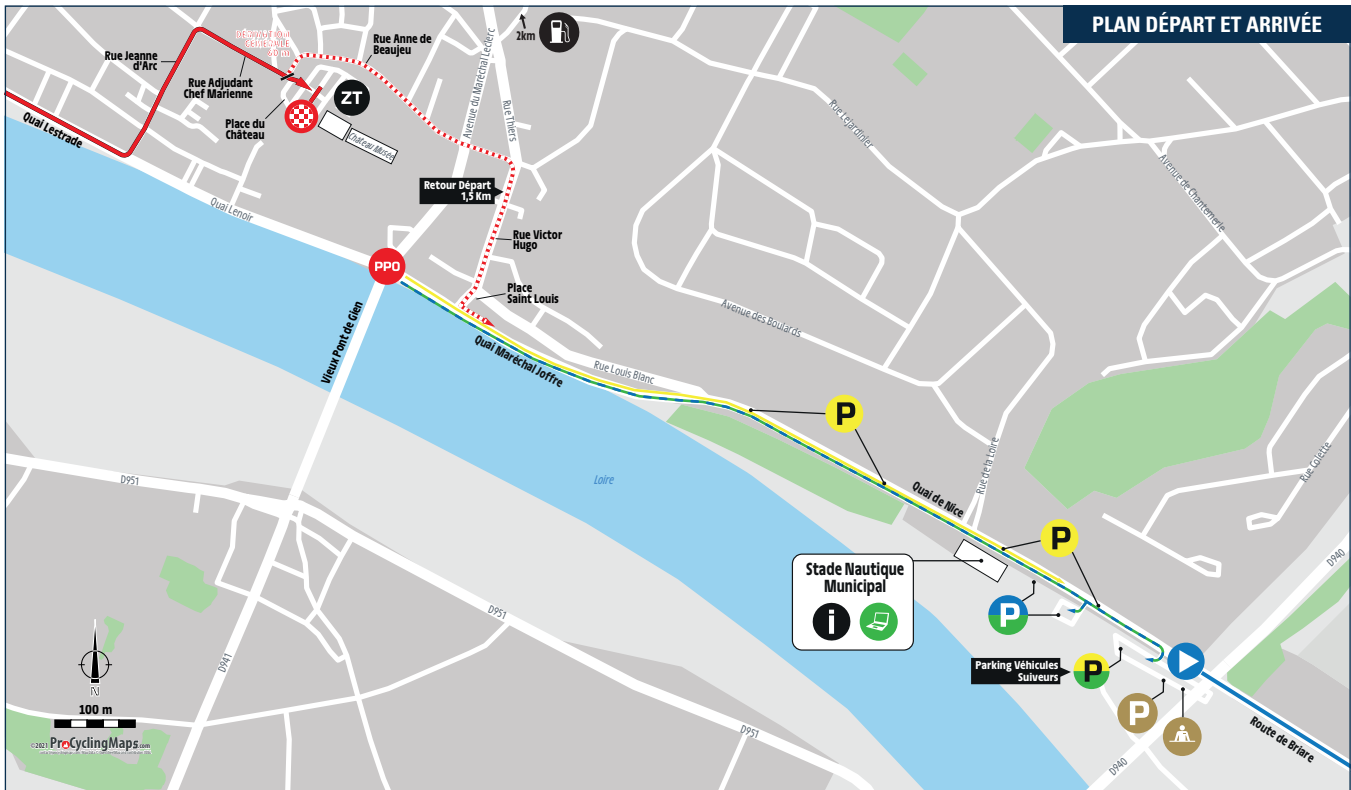 PLAN DÉPART ET ARRIVÉE
2km
Rue Jeanne
d'Arc
Rue Adjudant
Chef Marienne
Rue Anne de
Beaujeu
Avenue du Maréchal Leclerc
Rue Thiers
Place du
Château
ZT
Château Musée
Quai Lestrade
Quai Lenoir
Retour Départ
1,5 Km
Rue Victor
Hugo
PPO
Place
Saint Louis
Vieux Pont de Gien
Quai Maréchal Joffre
Rue Louis Blanc
Rue Lejardinier
Avenue de Chantemerle
Avenue des Boulards
P
Quai de Nice
Rue de la Loire
Rue Colette
Loire
D951
P
D940
Stade Nautique
Municipal
i
P
D951
Parking Véhicules
Suiveurs
P
P
D941
N
100 m
D951
D940
Route de Briare
©2021 ProCyclingMaps.com